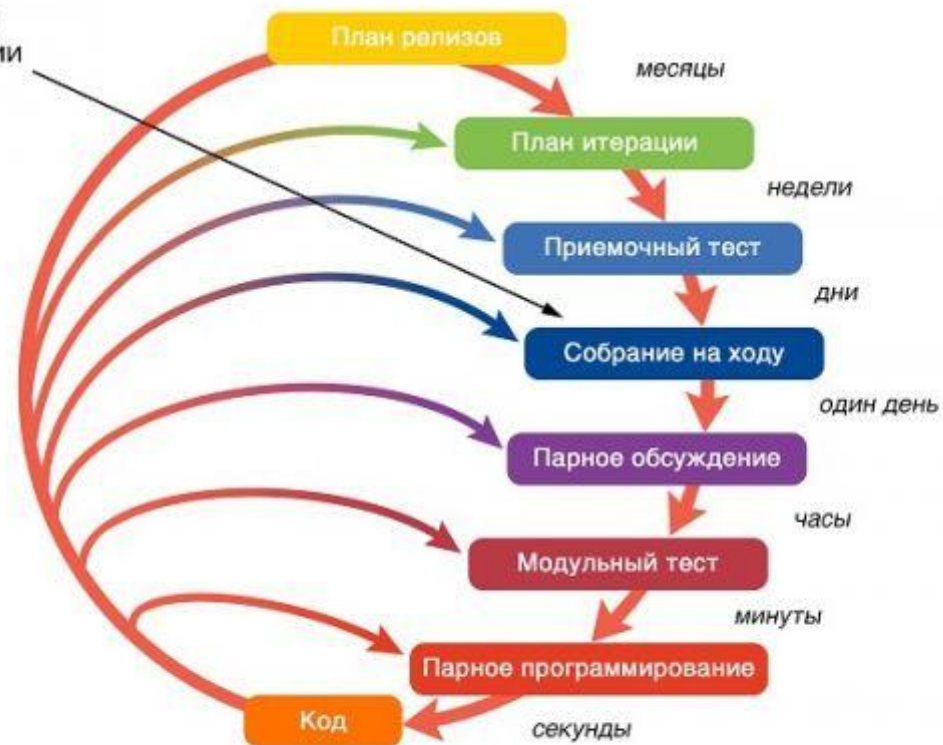 План релизов
месяцы
План итерации
недели
Приемочный тест
дни
Собрание на ходу
один день
Парное обсуждение
часы
Модульный тест
минуты
Парное программирование
секунды
Код